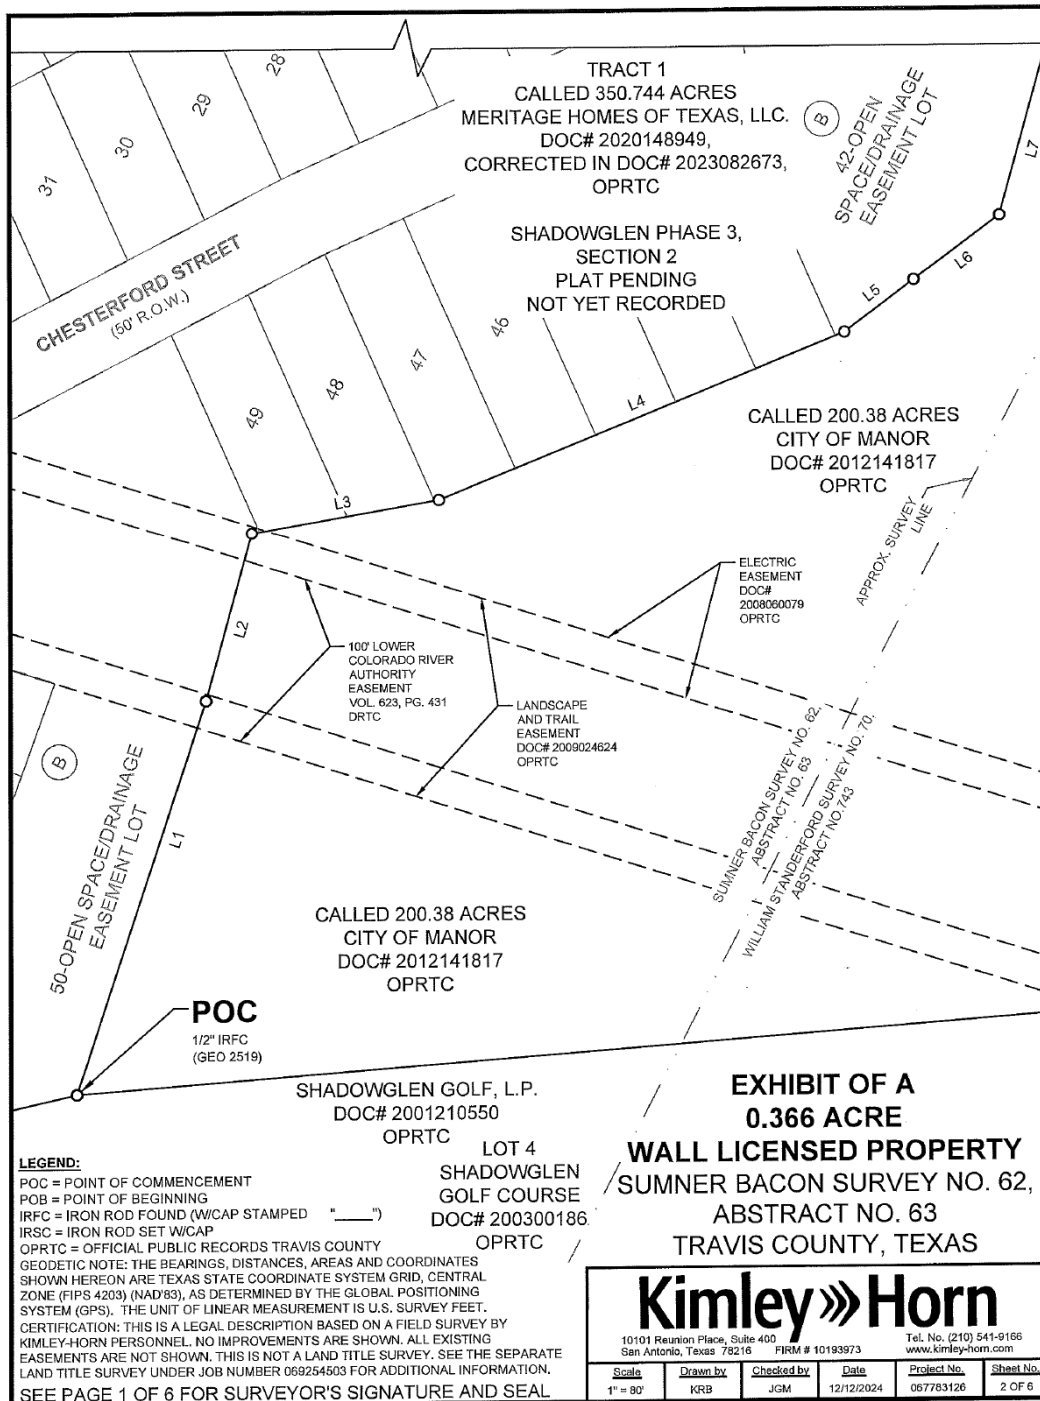 TRACT 1
CALLED 350.744 ACRES
MERITAGE HOMES OF TEXAS, LLC.
DOC# 2020148949,
CORRECTED IN DOC# 2023082673,
OPRTC
B
42-OPEN
SPACE/DRAINAGE
EASEMENT LOT
L7
28
29
30
31
SHADOWGLEN PHASE 3,
SECTION 2
PLAT PENDING
NOT YET RECORDED
L6
L5
CHESTERFORD STREET
(50' R.O.W.)
46
47
48
49
L4
L3
CALLED 200.38 ACRES
CITY OF MANOR
DOC# 2012141817
OPRTC
APPROX. SURVEY
LINE
ELECTRIC
EASEMENT
DOC#
2008060079
OPRTC
L2
100' LOWER
COLORADO RIVER
AUTHORITY
EASEMENT
VOL. 623, PG. 431
DRTC
LANDSCAPE
AND TRAIL
EASEMENT
DOC# 2009024624
OPRTC
SUMNER BACON SURVEY NO. 62,
ABSTRACT NO. 63
WILLIAM STANDERFORD SURVEY NO. 70,
ABSTRACT NO.743
B
50-OPEN SPACE/DRAINAGE
EASEMENT LOT
L1
CALLED 200.38 ACRES
CITY OF MANOR
DOC# 2012141817
OPRTC
POC
1/2" IRFC
(GEO 2519)
SHADOWGLEN GOLF, L.P.
DOC# 2001210550
OPRTC
LOT 4
SHADOWGLEN
GOLF COURSE
DOC# 200300186
OPRTC
EXHIBIT OF A
0.366 ACRE
WALL LICENSED PROPERTY
SUMNER BACON SURVEY NO. 62,
ABSTRACT NO. 63
TRAVIS COUNTY, TEXAS
LEGEND:
POC = POINT OF COMMENCEMENT
POB = POINT OF BEGINNING
IRFC = IRON ROD FOUND (W/CAP STAMPED "_____")
IRSC = IRON ROD SET W/CAP
OPRTC = OFFICIAL PUBLIC RECORDS TRAVIS COUNTY
GEODETIC NOTE: THE BEARINGS, DISTANCES, AREAS AND COORDINATES
SHOWN HEREON ARE TEXAS STATE COORDINATE SYSTEM GRID, CENTRAL
ZONE (FIPS 4203) (NAD'83), AS DETERMINED BY THE GLOBAL POSITIONING
SYSTEM (GPS). THE UNIT OF LINEAR MEASUREMENT IS U.S. SURVEY FEET.
CERTIFICATION: THIS IS A LEGAL DESCRIPTION BASED ON A FIELD SURVEY BY
KIMLEY-HORN PERSONNEL. NO IMPROVEMENTS ARE SHOWN. ALL EXISTING
EASEMENTS ARE NOT SHOWN. THIS IS NOT A LAND TITLE SURVEY. SEE THE SEPARATE
LAND TITLE SURVEY UNDER JOB NUMBER 069254503 FOR ADDITIONAL INFORMATION.
SEE PAGE 1 OF 6 FOR SURVEYOR'S SIGNATURE AND SEAL
Kimley»Horn
10101 Reunion Place, Suite 400
San Antonio, Texas 78216 FIRM # 10193973
Tel. No. (210) 541-9166
www.kimley-horn.com
Scale Drawn by Checked by Date Project No. Sheet No.
1" = 80' KRB JGM 12/12/2024 067783126 2 OF 6